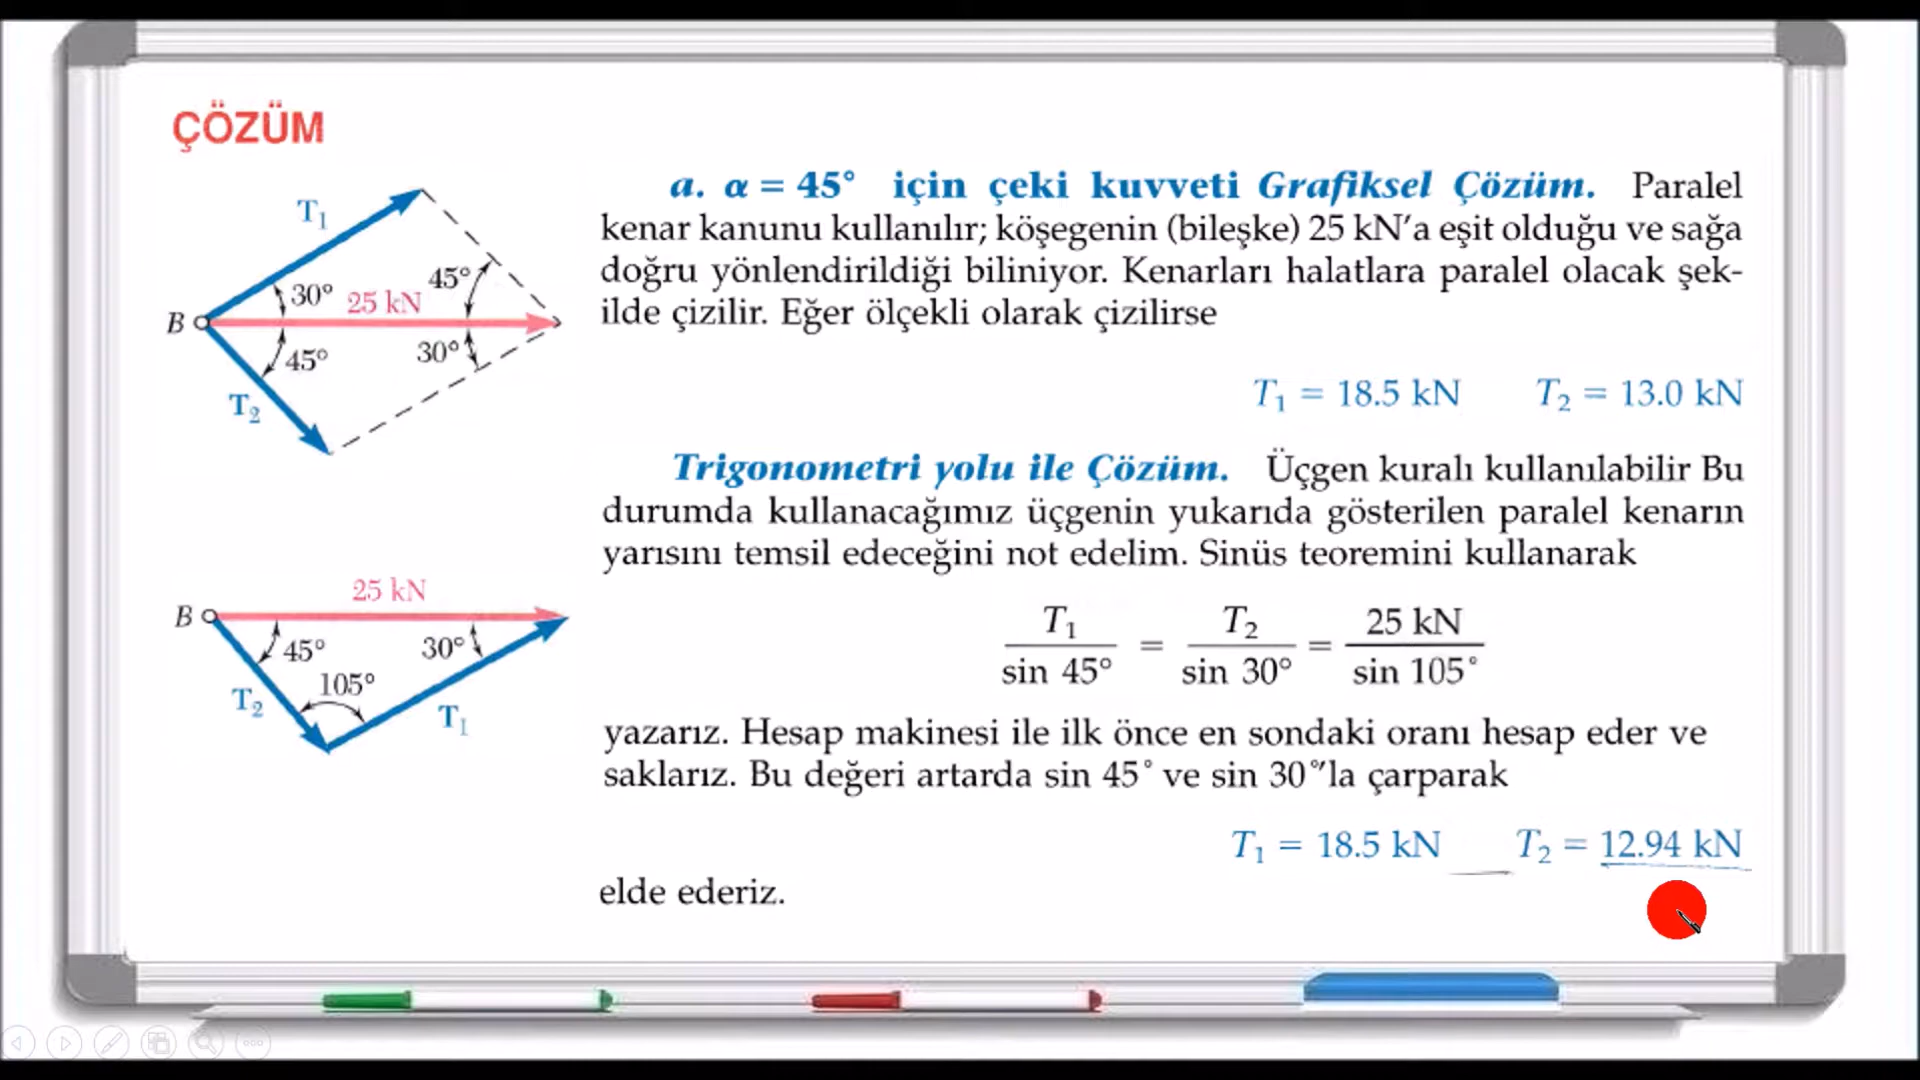 ÇÖZÜM
T₁
30°
25 kN
45°
B
45°
30°
T₂
a. α = 45° için çeki kuvveti Grafiksel Çözüm. Paralel
kenar kanunu kullanılır; köşegenin (bileşke) 25 kN'a eşit olduğu ve sağa
doğru yönlendirildiği biliniyor. Kenarları halatlara paralel olacak şek-
ilde çizilir. Eğer ölçekli olarak çizilirse
T₁ = 18.5 kN T₂ = 13.0 kN
Trigonometri yolu ile Çözüm. Üçgen kuralı kullanılabilir Bu
durumda kullanacağımız üçgenin yukarıda gösterilen paralel kenarın
yarısını temsil edeceğini not edelim. Sinüs teoremini kullanarak
25 kN
B
45°
30°
105°
T₂
T₁
T₁ / sin 45° = T₂ / sin 30° = 25 kN / sin 105°
yazarız. Hesap makinesi ile ilk önce en sondaki oranı hesap eder ve
saklarız. Bu değeri artarda sin 45° ve sin 30°'la çarparak
T₁ = 18.5 kN T₂ = 12.94 kN
elde ederiz.